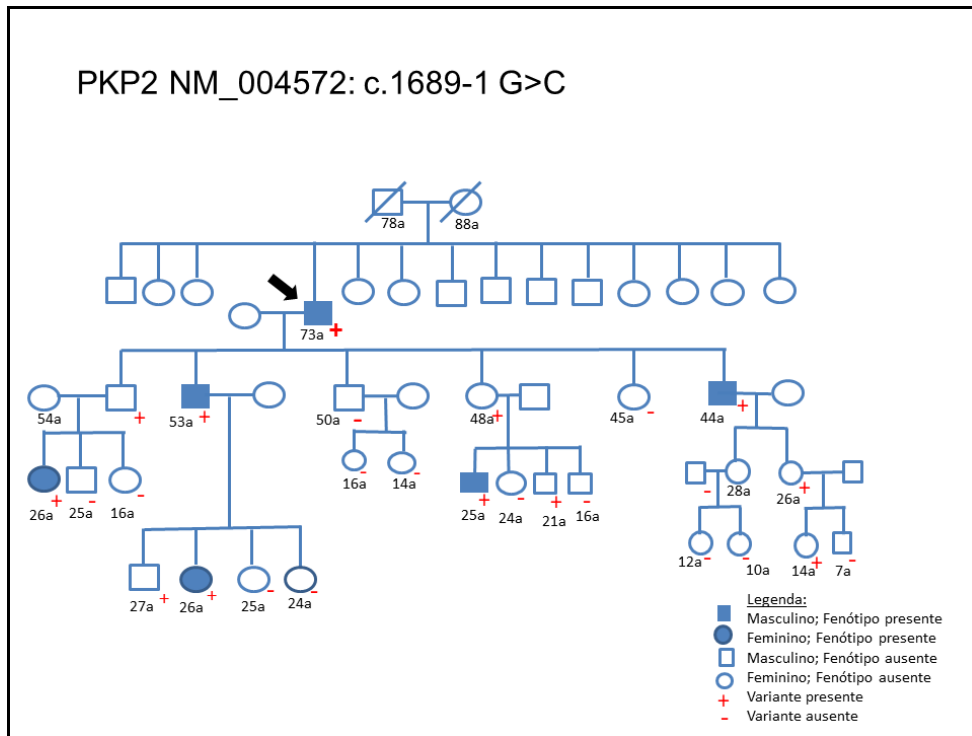 PKP2 NM_004572: c.1689-1 G>C
78a 88a
73a +
54a + 53a + 50a - 48a + 45a - 44a +
26a + 25a - 16a - 16a - 14a - 25a + 24a - 21a + 16a - - 28a 26a +
12a - 10a - 14a + 7a -
27a + 26a + 25a - 24a -
Legenda:
Masculino; Fenótipo presente
Feminino; Fenótipo presente
Masculino; Fenótipo ausente
Feminino; Fenótipo ausente
+ Variante presente
- Variante ausente